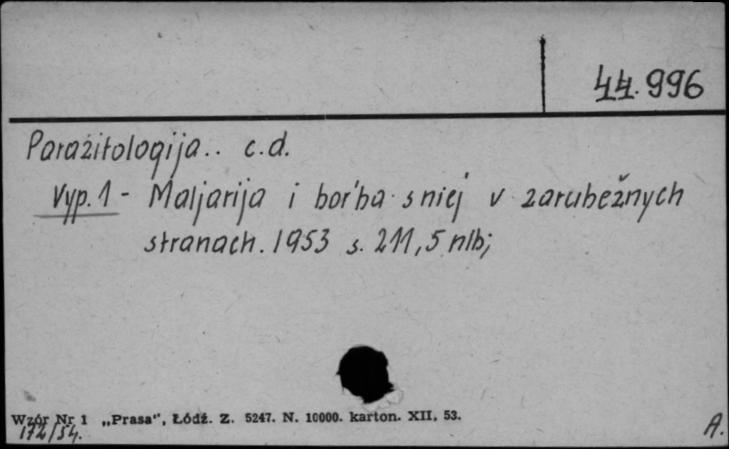 44.996
Parazitologija.. c.d.
Vyp. 1 - Maljarija i bor'ba s niej v zarubežnych
stranach. 1953 s. 211, 5 nlb;
Wzór Nr 1 „Prasa", Łódź. Z. 5247. N. 10000. karton. XII. 53.
172/54.
A.